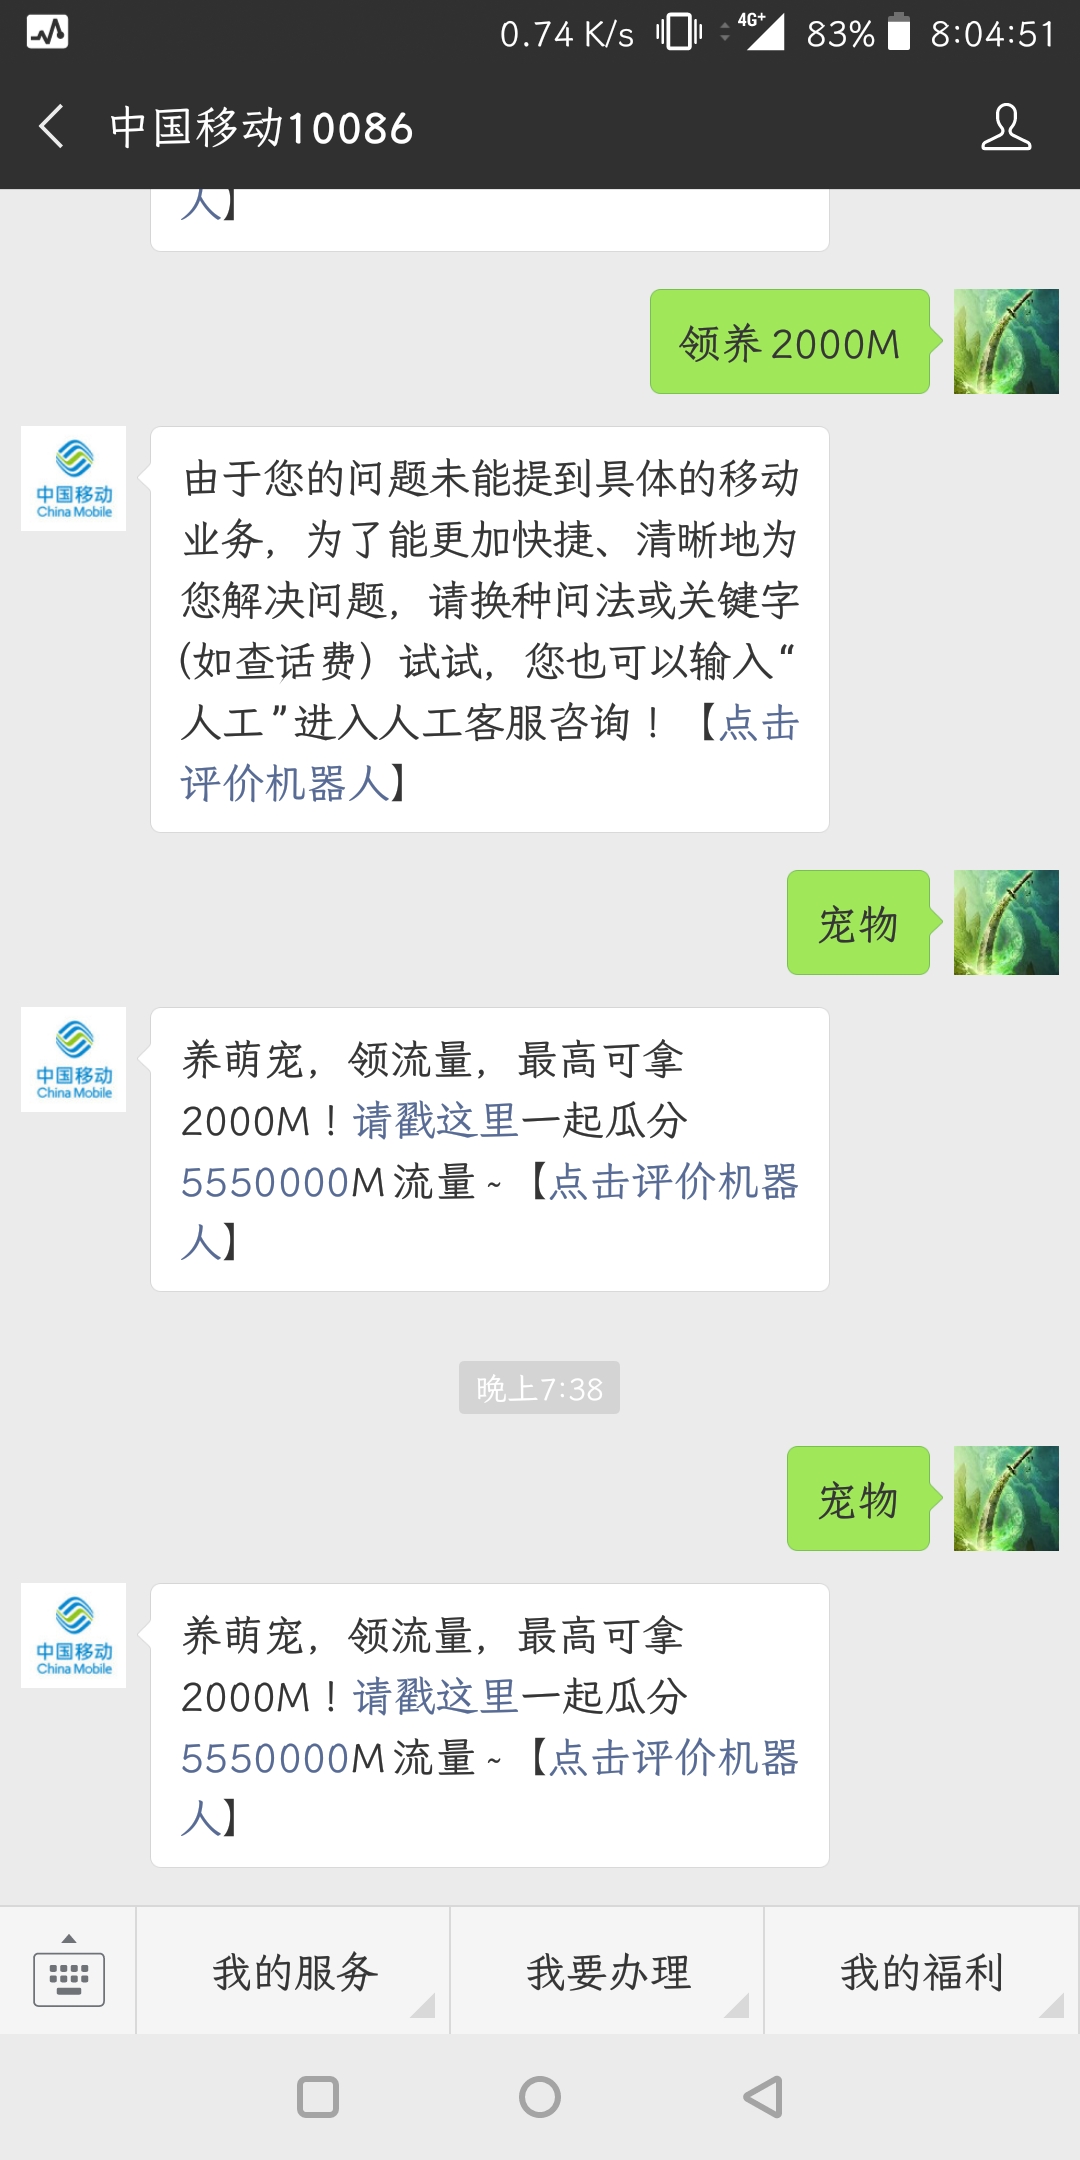 0.74 K/s 4G+ 83% 8:04:51
中国移动10086
人】
领养2000M
中国移动
China Mobile
由于您的问题未能提到具体的移动
业务，为了能更加快捷、清晰地为
您解决问题，请换种问法或关键字
(如查话费）试试，您也可以输入“
人工”进入人工客服咨询！【点击
评价机器人】
宠物
中国移动
China Mobile
养萌宠，领流量，最高可拿
2000M！请戳这里一起瓜分
5550000M流量~【点击评价机器
人】
晚上7:38
宠物
中国移动
China Mobile
养萌宠，领流量，最高可拿
2000M！请戳这里一起瓜分
5550000M流量~【点击评价机器
人】
我的服务 我要办理 我的福利